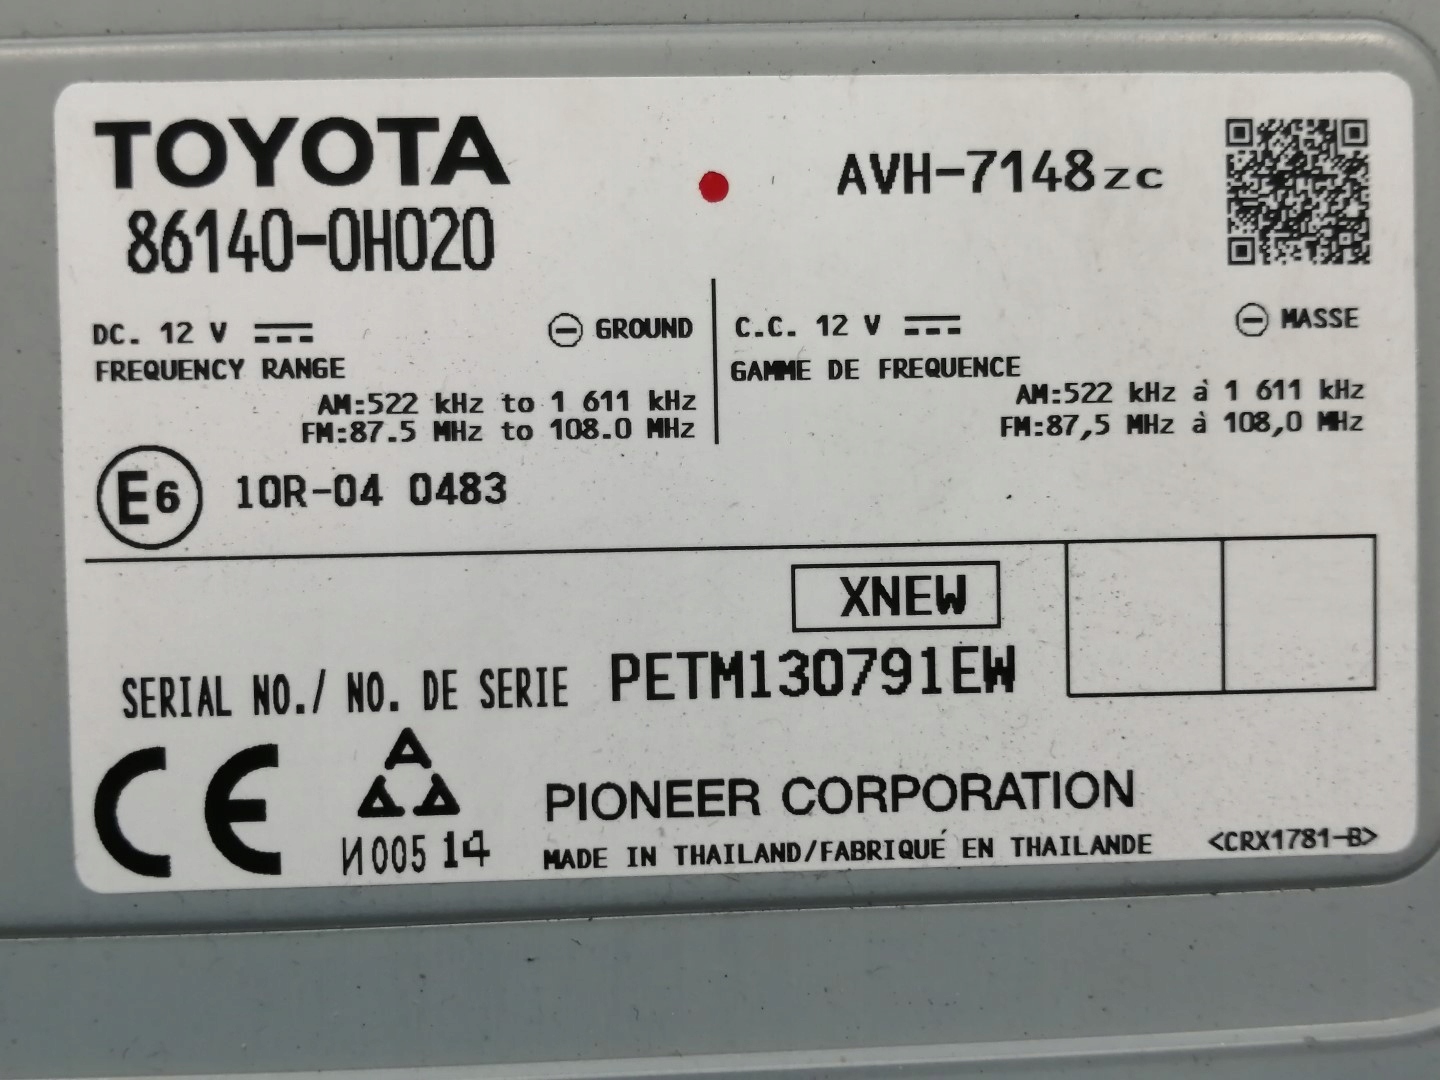 TOYOTA
86140-0H020
AVH-7148zc
DC. 12 V
GROUND
FREQUENCY RANGE
AM:522 kHz to 1 611 kHz
FM:87.5 MHz to 108.0 MHz
C.C. 12 V
MASSE
GAMME DE FREQUENCE
AM:522 kHz à 1 611 kHz
FM:87,5 MHz à 108,0 MHz
E6 10R-04 0483
XNEW
SERIAL NO./ NO. DE SERIE PETM130791EW
CE
И005 14
PIONEER CORPORATION
MADE IN THAILAND/FABRIQUÉ EN THAILANDE
<CRX1781-B>